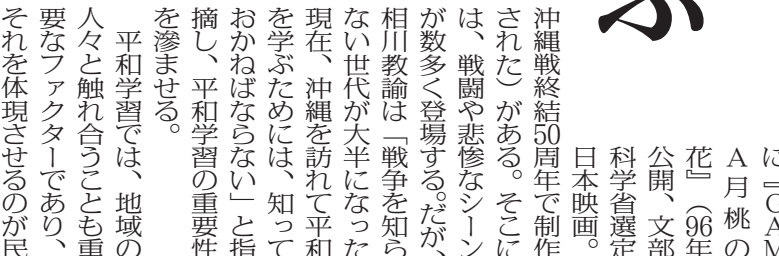 に『GAM
A月桃の
花』（96年
公開、文部
科学省選定
日本映画。
沖縄戦終結50周年で制作
された）がある。そこに
は、戦闘や悲惨なシーン
が数多く登場する。だが、
相川教諭は「戦争を知ら
ない世代が大半になった
現在、沖縄を訪れて平和
を学ぶためには、知って
おかねばならない」と指
摘し、平和学習の重要性
を滲ませる。
平和学習では、地域の
人々と触れ合うことも重
要なファクターであり、
それを体現させるのが民